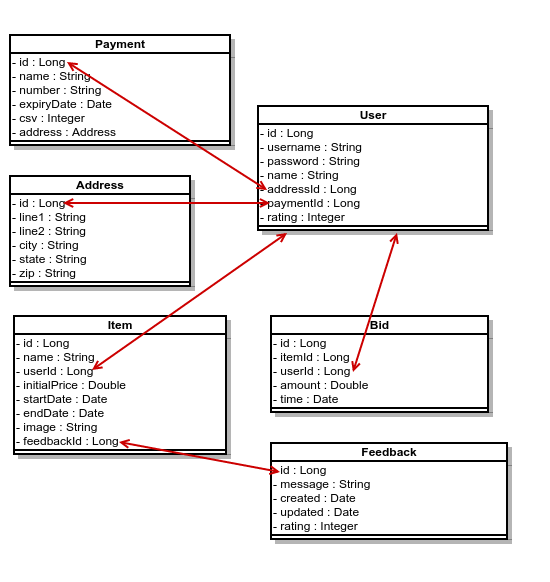 Payment
- id : Long
- name : String
- number : String
- expiryDate : Date
- csv : Integer
- address : Address
User
- id : Long
- username : String
- password : String
- name : String
- addressId : Long
- paymentId : Long
- rating : Integer
Address
- id : Long
- line1 : String
- line2 : String
- city : String
- state : String
- zip : String
Item
- id : Long
- name : String
- userId : Long
- initialPrice : Double
- startDate : Date
- endDate : Date
- image : String
- feedbackId : Long
Bid
- id : Long
- itemId : Long
- userId : Long
- amount : Double
- time : Date
Feedback
- id : Long
- message : String
- created : Date
- updated : Date
- rating : Integer